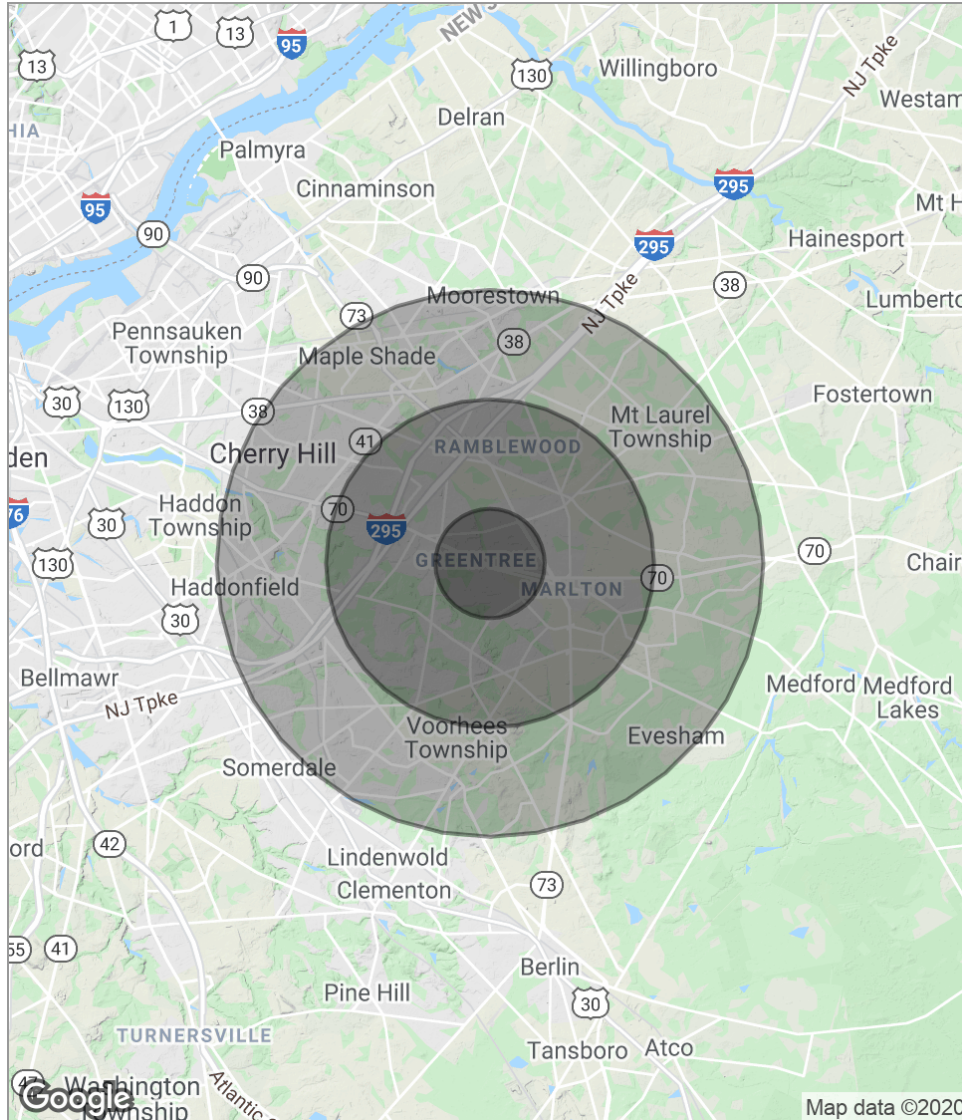 1
13
95
13
NEW
130
Willingboro
NJ Tpke
Westam
Delran
HIA
Palmyra
Cinnaminson
295
95
Mt H
90
Hainesport
295
90
38
Moorestown
NJ Tpke
Lumberto
73
Pennsauken
Township
38
Maple Shade
30
130
38
Fostertown
Mt Laurel
Township
41
RAMBLEWOOD
Cherry Hill
den
70
Haddon
Township
76
30
295
70
GREENTREE
Chair
30
Haddonfield
MARLTON
70
30
Bellmawr
Medford
Medford
Lakes
NJ Tpke
Voorhees
Township
Evesham
Somerdale
42
ord
Lindenwold
Clementon
73
55
41
Berlin
Pine Hill
30
TURNERSVILLE
Tansboro
Atco
47
Washington
Township
Atlantic
Google
Map data ©2020